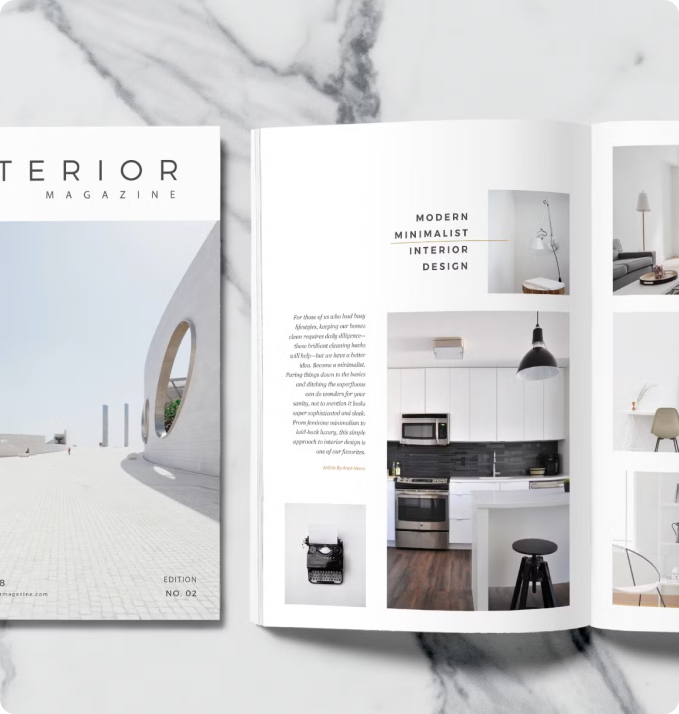 TERIOR
MAGAZINE
8
magazine.com
EDITION
NO 02
MODERN
MINIMALIST
INTERIOR
DESIGN
For those of us who lead busy
lifestyles, keeping our homes
clean requires daily diligence—
these brilliant cleaning hacks
will help—but we have a better
idea. Become a minimalist.
Paring things down to the basics
and ditching the superfluous
can do wonders for your
sanity, not to mention it looks
super sophisticated and sleek.
From feminine minimalism to
laid-back luxury, this simple
approach to interior design is
one of our favorites.
Article By